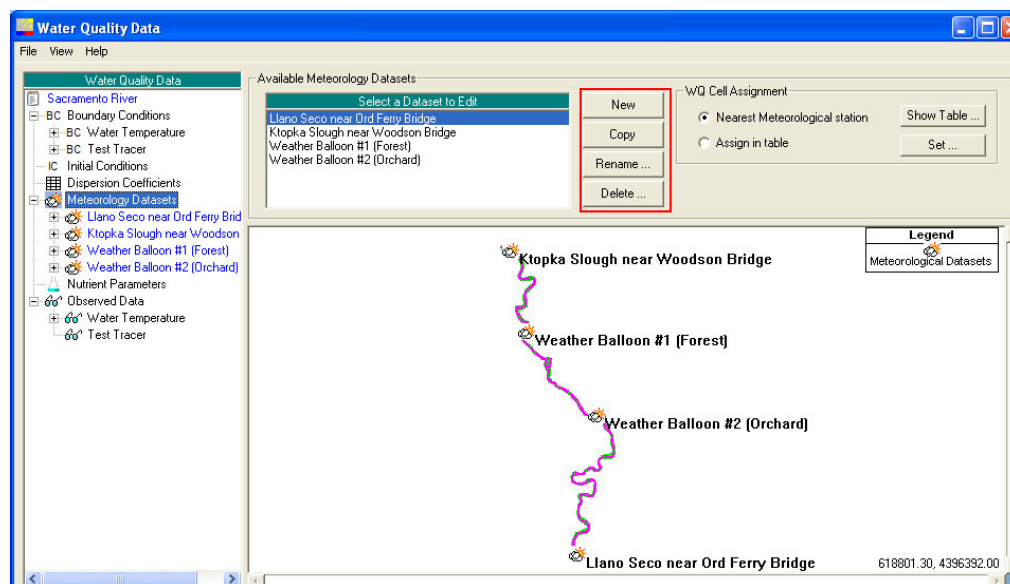 Water Quality Data
File View Help
Water Quality Data
Sacramento River
BC Boundary Conditions
BC Water Temperature
BC Test Tracer
IC Initial Conditions
Dispersion Coefficients
Meteorology Datasets
Llano Seco near Ord Ferry Brid
Ktopka Slough near Woodson
Weather Balloon #1 (Forest)
Weather Balloon #2 (Orchard)
Nutrient Parameters
Observed Data
Water Temperature
Test Tracer
Available Meteorology Datasets
Select a Dataset to Edit
Llano Seco near Ord Ferry Bridge
Ktopka Slough near Woodson Bridge
Weather Balloon #1 (Forest)
Weather Balloon #2 (Orchard)
New
Copy
Rename ...
Delete ...
WQ Cell Assignment
Nearest Meteorological station
Assign in table
Show Table ...
Set ...
Legend
Meteorological Datasets
Ktopka Slough near Woodson Bridge
Weather Balloon #1 (Forest)
Weather Balloon #2 (Orchard)
Llano Seco near Ord Ferry Bridge
618801.30, 4396392.00